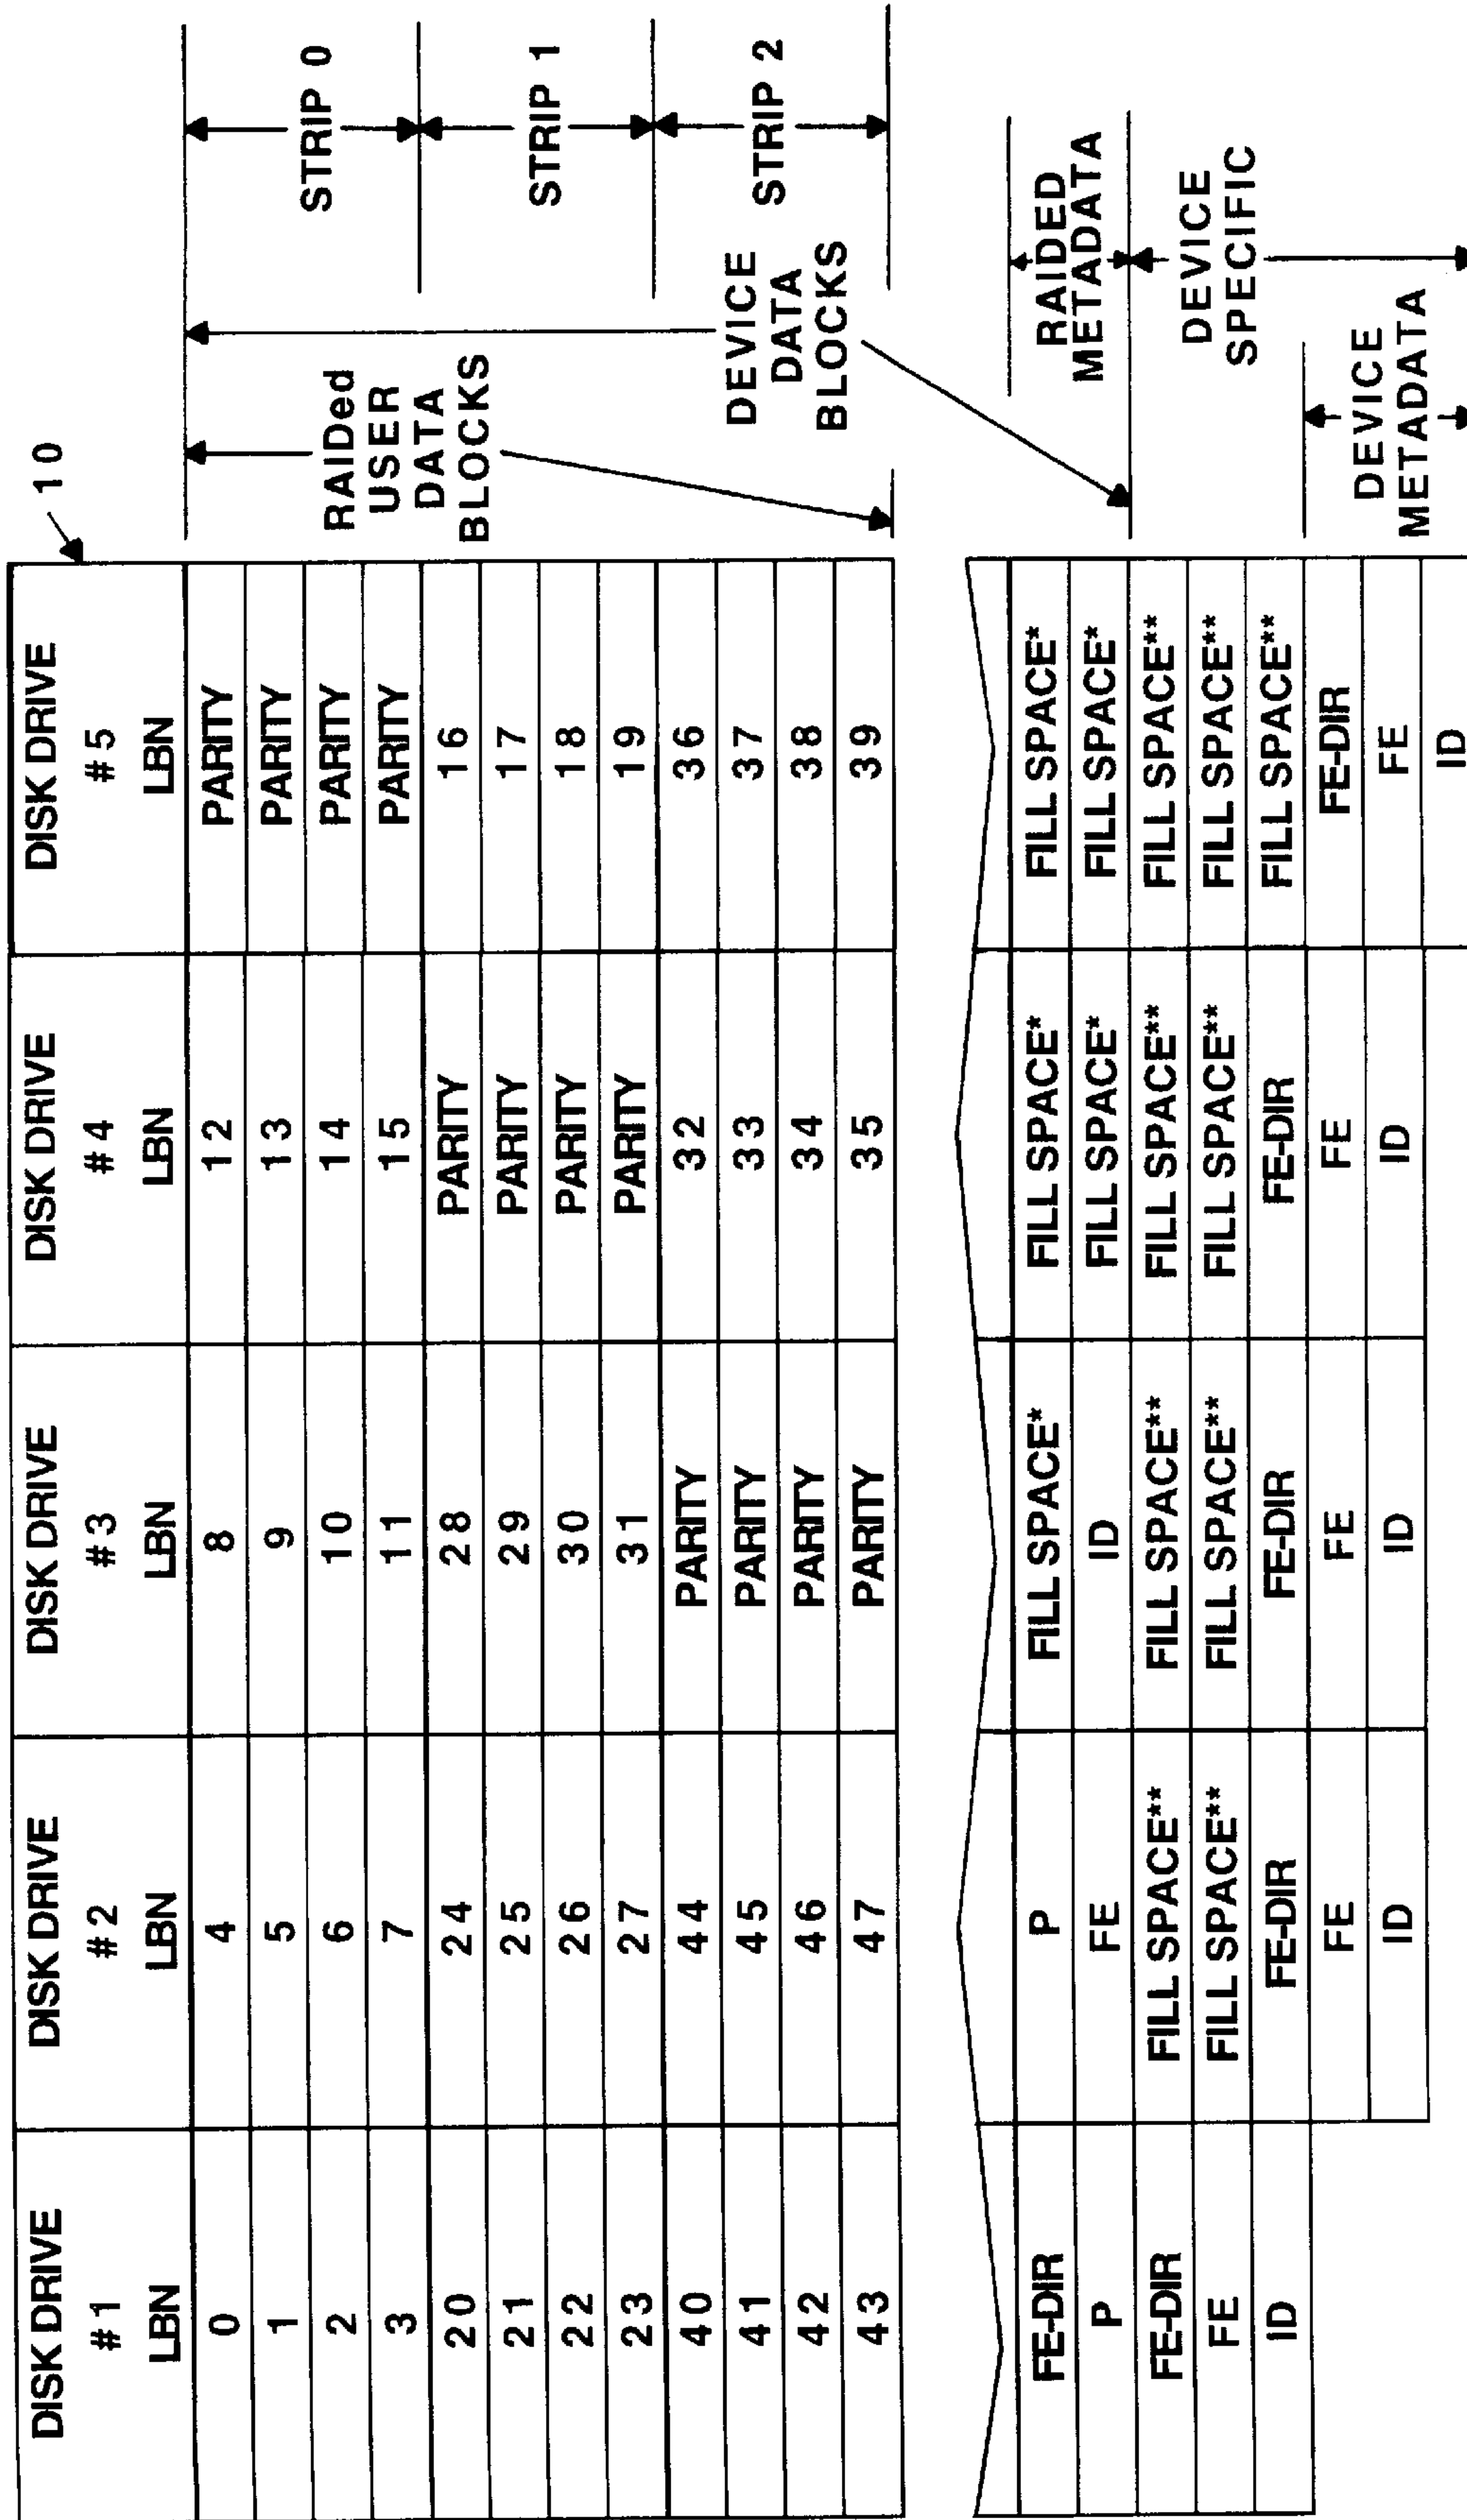 10
DISK DRIVE #1 LBN
DISK DRIVE #2 LBN
DISK DRIVE #3 LBN
DISK DRIVE #4 LBN
DISK DRIVE #5 LBN
0 4 8 12 PARITY
1 5 9 13 PARITY
2 6 10 14 PARITY
3 7 11 15 PARITY
20 24 28 PARITY 16
21 25 29 PARITY 17
22 26 30 PARITY 18
23 27 31 PARITY 19
40 44 PARITY 32 36
41 45 PARITY 33 37
42 46 PARITY 34 38
43 47 PARITY 35 39
FE-DIR P FILL SPACE* FILL SPACE* FILL SPACE*
P FE ID FILL SPACE* FILL SPACE*
FE-DIR FILL SPACE** FILL SPACE** FILL SPACE** FILL SPACE**
FE FILL SPACE** FILL SPACE** FILL SPACE** FILL SPACE**
ID FE-DIR FE-DIR FE-DIR FILL SPACE**
FE FE FE FE-DIR
ID ID ID FE
ID
RAIDed
USER
DATA
BLOCKS
DEVICE
DATA
BLOCKS
STRIP 0
STRIP 1
STRIP 2
RAIDED
METADATA
DEVICE
SPECIFIC
DEVICE
METADATA